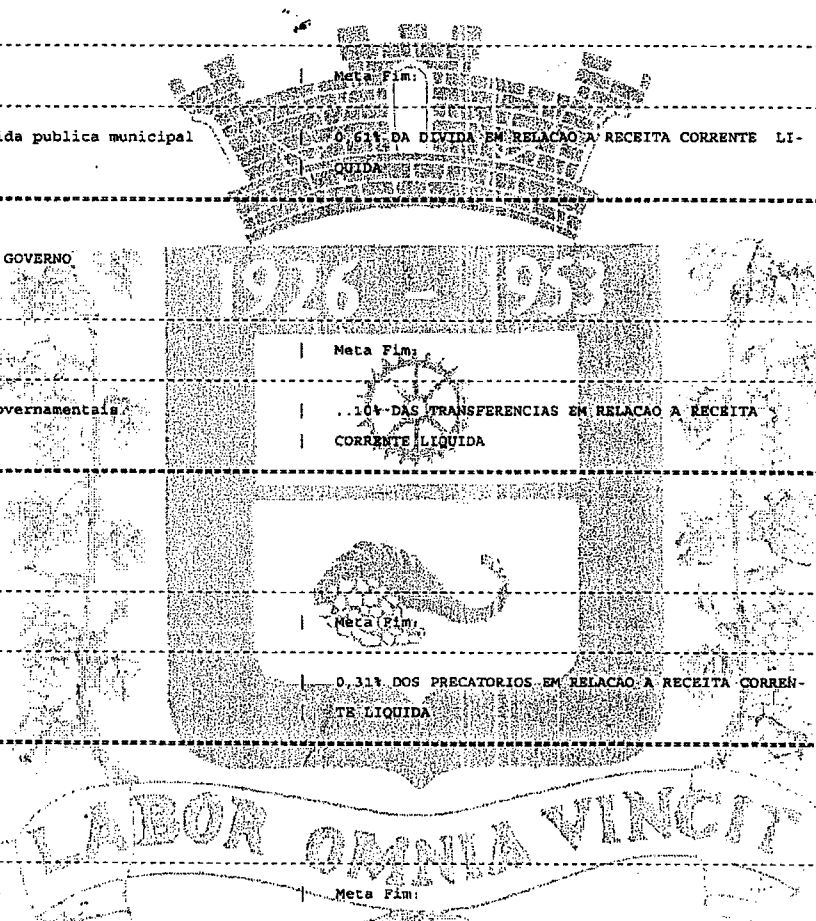 | Meta Fim:
ida publica municipal | 0,61% DA DIVIDA EM RELACAO A RECEITA CORRENTE LI-
| QUIDA
GOVERNO
1926 - 1953
| Meta Fim:
overnamentais. | ..10% DAS TRANSFERENCIAS EM RELACAO A RECEITA
| CORRENTE LIQUIDA
| Meta Fim:
| 0,31% DOS PRECATORIOS EM RELACAO A RECEITA CORREN-
| TE LIQUIDA
LABOR OMNIA VINCIT
| Meta Fim: